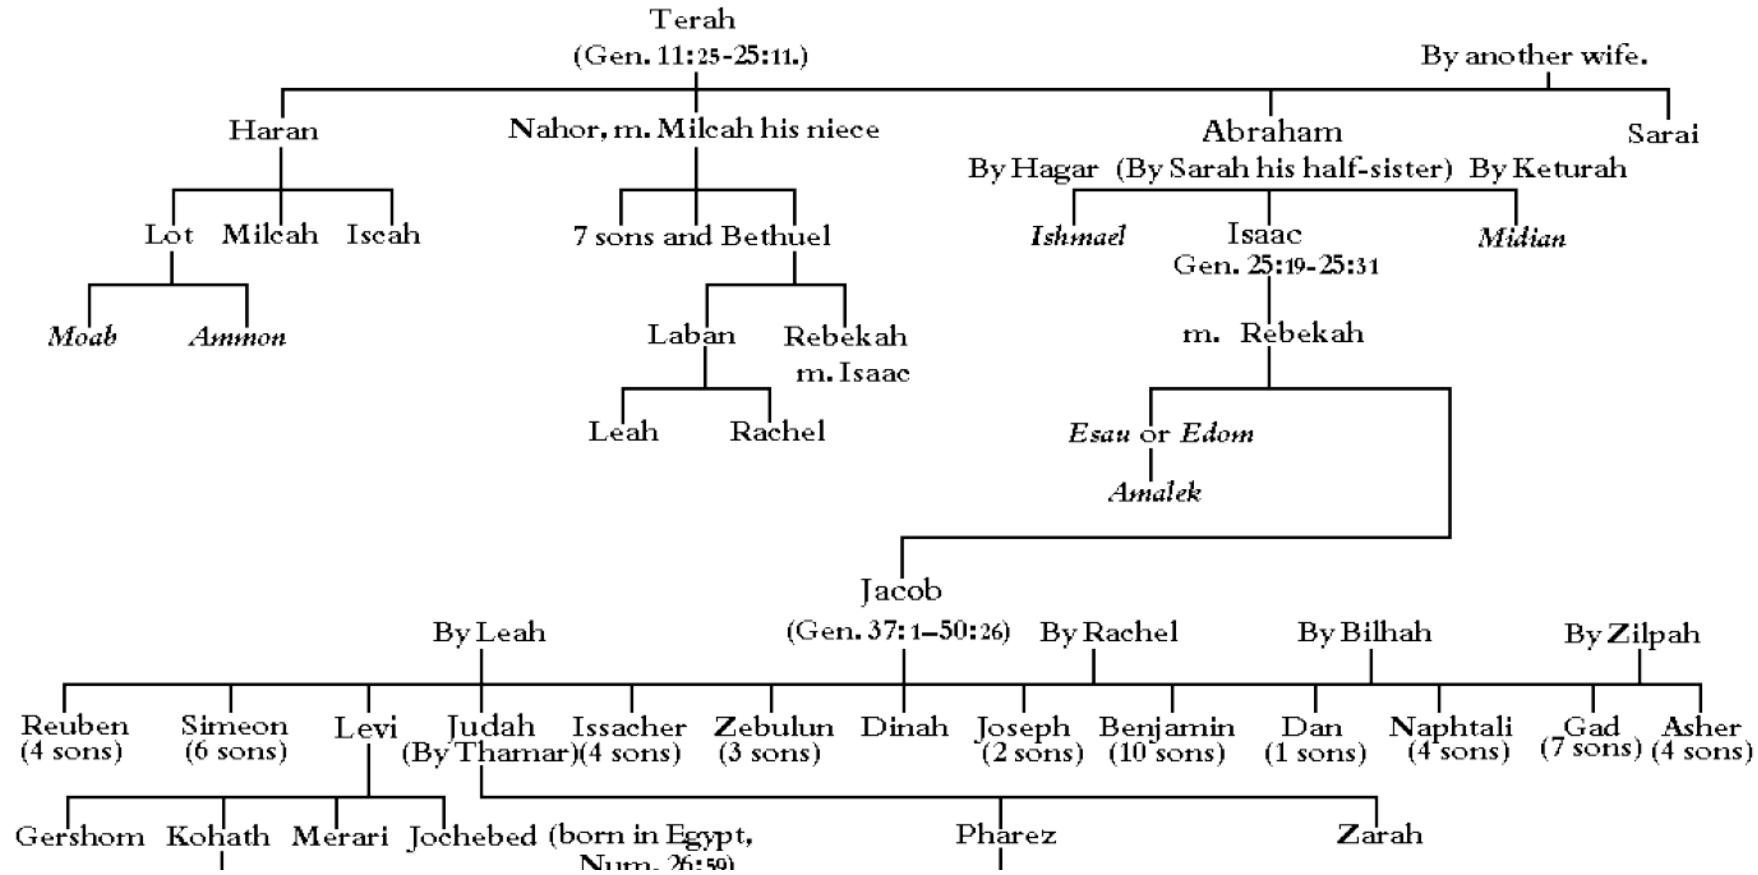 Terah
(Gen. 11:25-25:11.) By another wife.
Haran Nahor, m. Milcah his niece Abraham Sarai
By Hagar (By Sarah his half-sister) By Keturah
Lot Milcah Iscah 7 sons and Bethuel Ishmael Isaac Midian
Gen. 25:19-25:31
Moab Ammon Laban Rebekah m. Rebekah
m. Isaac
Leah Rachel Esau or Edom
Amalek
Jacob
By Leah (Gen. 37:1–50:26) By Rachel By Bilhah By Zilpah
Reuben Simeon Levi Judah Issacher Zebulun Dinah Joseph Benjamin Dan Naphtali Gad Asher
(4 sons) (6 sons) (By Thamar) (4 sons) (3 sons) (2 sons) (10 sons) (1 sons) (4 sons) (7 sons) (4 sons)
Gershom Kohath Merari Jochebed (born in Egypt, Pharez Zarah
Num. 26:59)